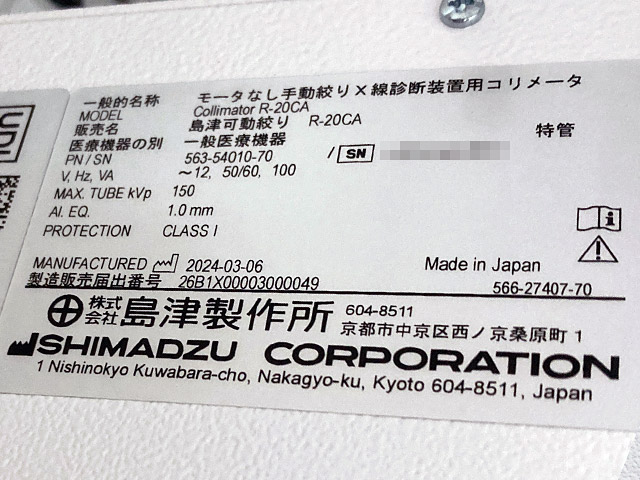 一般的名称 モータなし手動絞りX線診断装置用コリメータ
MODEL Collimator R-20CA
販売名 島津可動絞り R-20CA
医療機器の別 一般医療機器 特管
PN / SN 563-54010-70 / SN
V, Hz, VA ～12, 50/60, 100
MAX. TUBE kVp 150
Al. EQ. 1.0 mm
PROTECTION CLASS I
MANUFACTURED 2024-03-06 Made in Japan
製造販売届出番号 26B1X00003000049 566-27407-70
株式会社 島津製作所 604-8511
京都市中京区西ノ京桑原町1
SHIMADZU CORPORATION
1 Nishinokyo Kuwabara-cho, Nakagyo-ku, Kyoto 604-8511, Japan